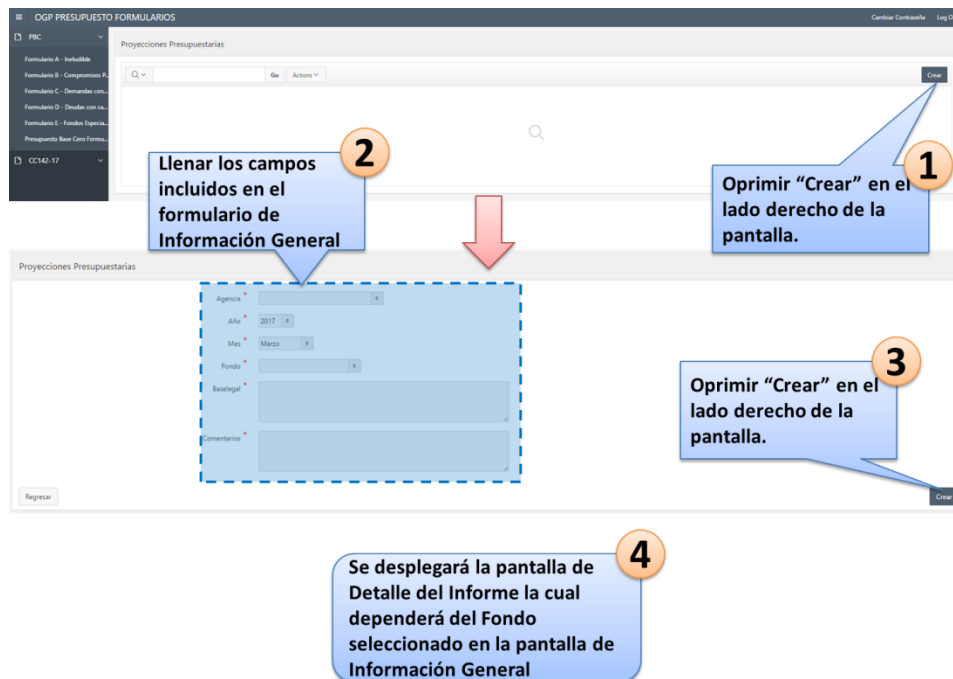 OGP PRESUPUESTO FORMULARIOS
Cambiar Contraseña Log O
PBC
Formulario A - Ineludible
Formulario B - Compromisos P...
Formulario C - Demandas con...
Formulario D - Deudas con ca...
Formulario E - Fondos Especia...
Presupuesto Base Cero Formu...
CC142-17
Proyecciones Presupuestarias
Go Actions
Crear
1
Oprimir “Crear” en el
lado derecho de la
pantalla.
2
Llenar los campos
incluidos en el
formulario de
Información General
Proyecciones Presupuestarias
Agencia *
Año * 2017
Mes * Marzo
Fondo *
Baselegal *
Comentarios *
Regresar
Crear
3
Oprimir “Crear” en el
lado derecho de la
pantalla.
4
Se desplegará la pantalla de
Detalle del Informe la cual
dependerá del Fondo
seleccionado en la pantalla de
Información General